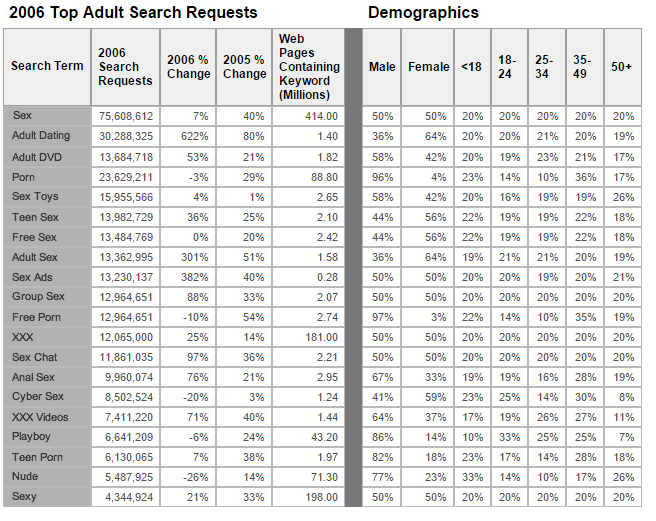 2006 Top Adult Search Requests Demographics
Search Term 2006 Search Requests 2006 % Change 2005 % Change Web Pages Containing Keyword (Millions) Male Female <18 18-24 25-34 35-49 50+
Sex 75,608,612 7% 40% 414.00 50% 50% 20% 20% 20% 20% 20%
Adult Dating 30,288,325 622% 80% 1.40 36% 64% 20% 20% 21% 20% 19%
Adult DVD 13,684,718 53% 21% 1.82 58% 42% 20% 19% 23% 21% 17%
Porn 23,629,211 -3% 29% 88.80 96% 4% 23% 14% 10% 36% 17%
Sex Toys 15,955,566 4% 1% 2.65 58% 42% 20% 16% 19% 19% 26%
Teen Sex 13,982,729 36% 25% 2.10 44% 56% 22% 19% 19% 22% 18%
Free Sex 13,484,769 0% 20% 2.42 44% 56% 22% 19% 19% 22% 18%
Adult Sex 13,362,995 301% 51% 1.58 36% 64% 19% 21% 21% 20% 19%
Sex Ads 13,230,137 382% 40% 0.28 50% 50% 20% 20% 19% 20% 21%
Group Sex 12,964,651 88% 33% 2.07 50% 50% 20% 20% 20% 20% 20%
Free Porn 12,964,651 -10% 54% 2.74 97% 3% 22% 14% 10% 35% 19%
XXX 12,065,000 25% 14% 181.00 50% 50% 20% 20% 20% 20% 20%
Sex Chat 11,861,035 97% 36% 2.21 50% 50% 20% 20% 20% 20% 20%
Anal Sex 9,960,074 76% 21% 2.95 67% 33% 19% 19% 16% 28% 19%
Cyber Sex 8,502,524 -20% 3% 1.24 41% 59% 23% 25% 14% 30% 8%
XXX Videos 7,411,220 71% 40% 1.44 64% 37% 17% 19% 26% 27% 11%
Playboy 6,641,209 -6% 24% 43.20 86% 14% 10% 33% 25% 25% 7%
Teen Porn 6,130,065 7% 38% 1.97 82% 18% 23% 17% 14% 28% 18%
Nude 5,487,925 -26% 14% 71.30 77% 23% 33% 14% 10% 17% 26%
Sexy 4,344,924 21% 33% 198.00 50% 50% 20% 20% 20% 20% 20%